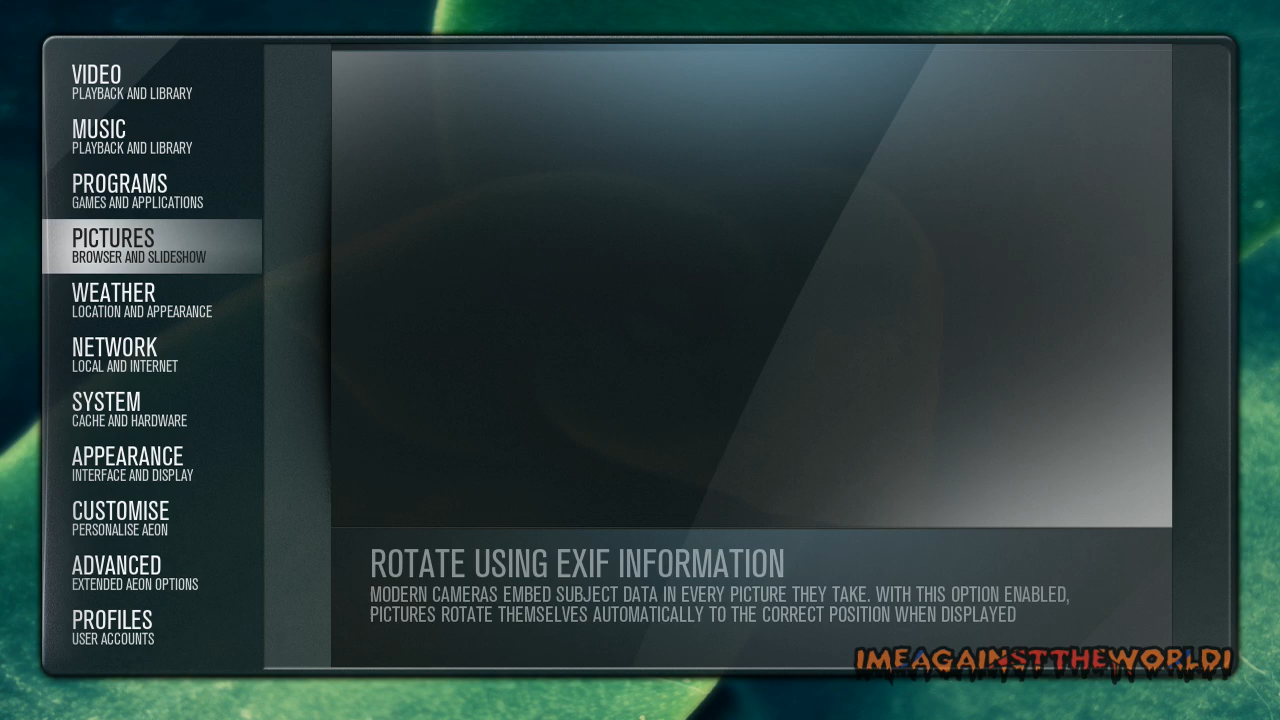 VIDEO
PLAYBACK AND LIBRARY
MUSIC
PLAYBACK AND LIBRARY
PROGRAMS
GAMES AND APPLICATIONS
PICTURES
BROWSER AND SLIDESHOW
WEATHER
LOCATION AND APPEARANCE
NETWORK
LOCAL AND INTERNET
SYSTEM
CACHE AND HARDWARE
APPEARANCE
INTERFACE AND DISPLAY
CUSTOMISE
PERSONALISE AEON
ADVANCED
EXTENDED AEON OPTIONS
PROFILES
USER ACCOUNTS
ROTATE USING EXIF INFORMATION
MODERN CAMERAS EMBED SUBJECT DATA IN EVERY PICTURE THEY TAKE. WITH THIS OPTION ENABLED,
PICTURES ROTATE THEMSELVES AUTOMATICALLY TO THE CORRECT POSITION WHEN DISPLAYED
IMEAGAINSTTHEWORLD!